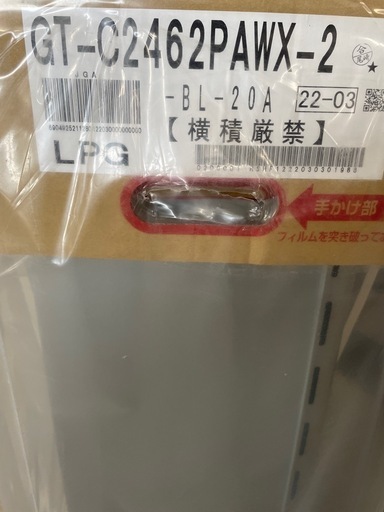 GT-C2462PAWX-2
JGA
-BL-20A 22-03
【横積厳禁】
LPG
手かけ部
フィルムを突き破って